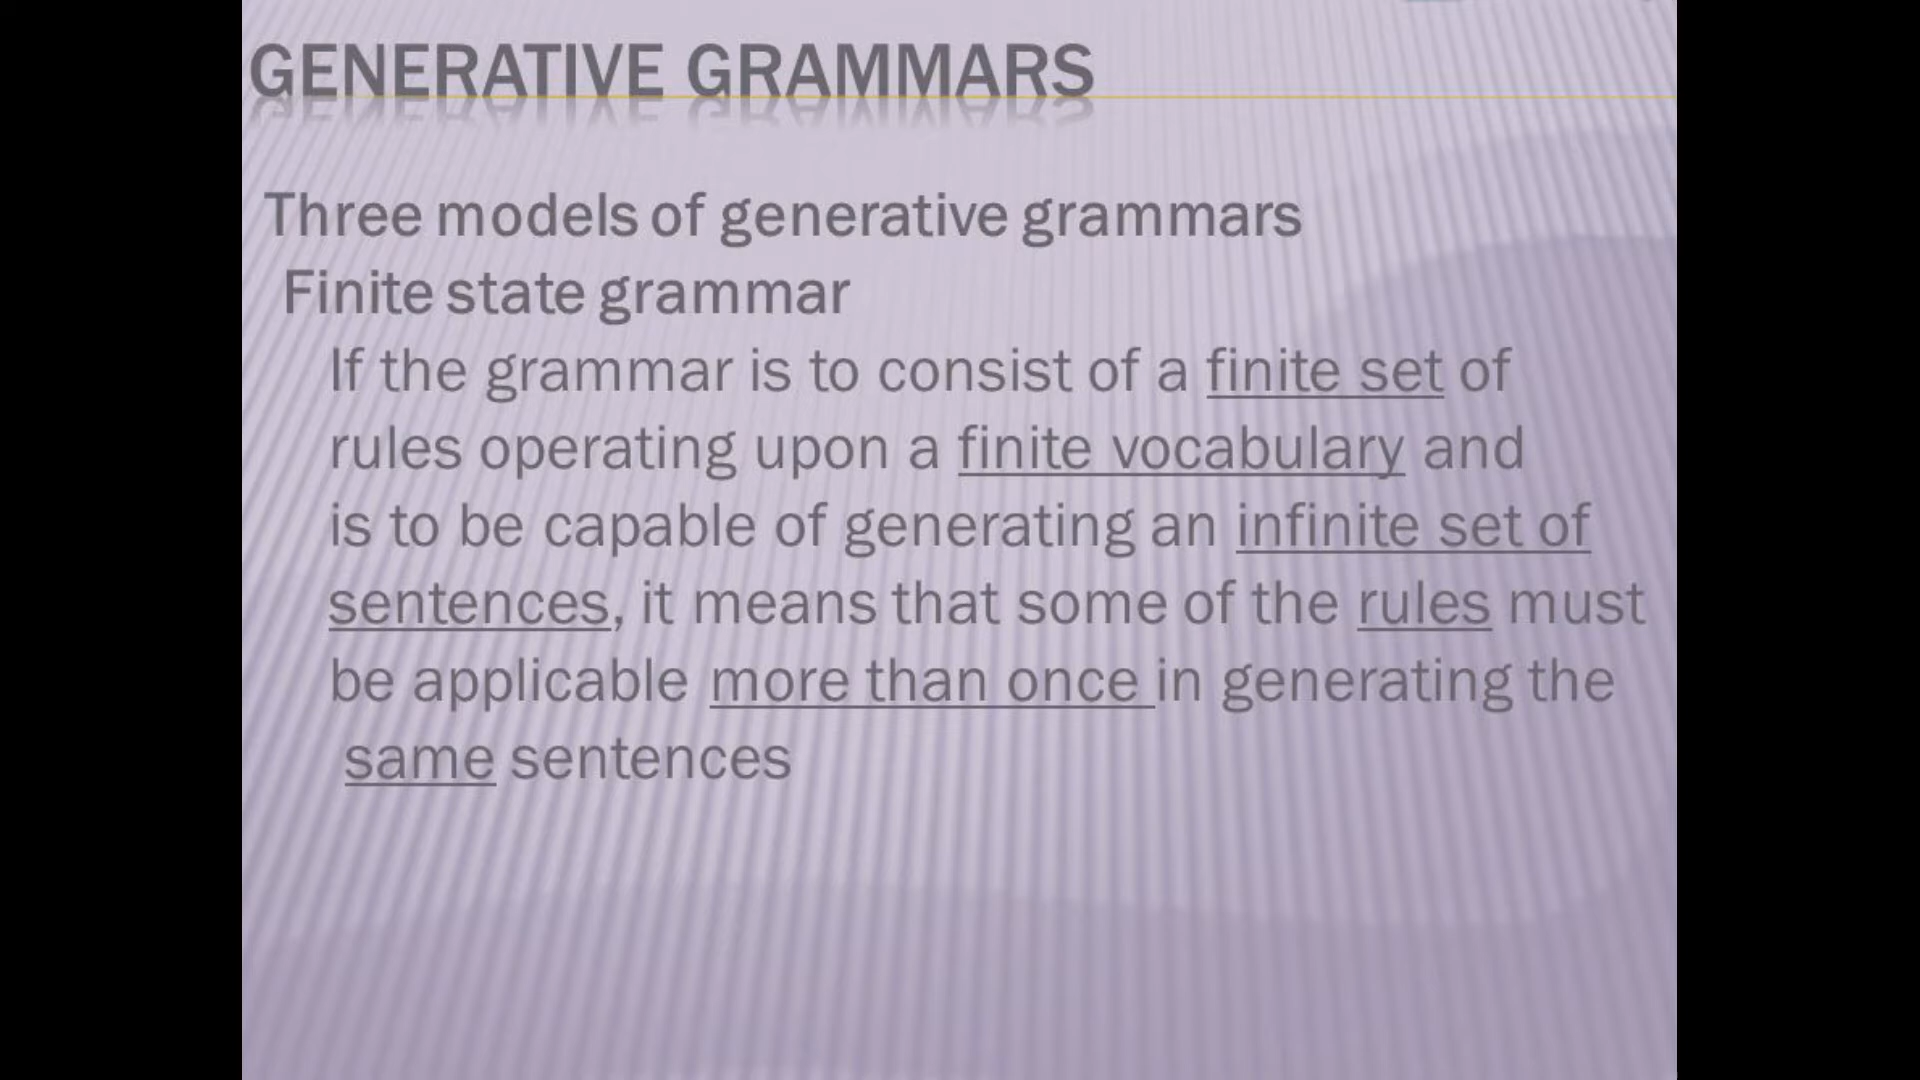 GENERATIVE GRAMMARS
Three models of generative grammars
Finite state grammar
If the grammar is to consist of a finite set of
rules operating upon a finite vocabulary and
is to be capable of generating an infinite set of
sentences, it means that some of the rules must
be applicable more than once in generating the
same sentences